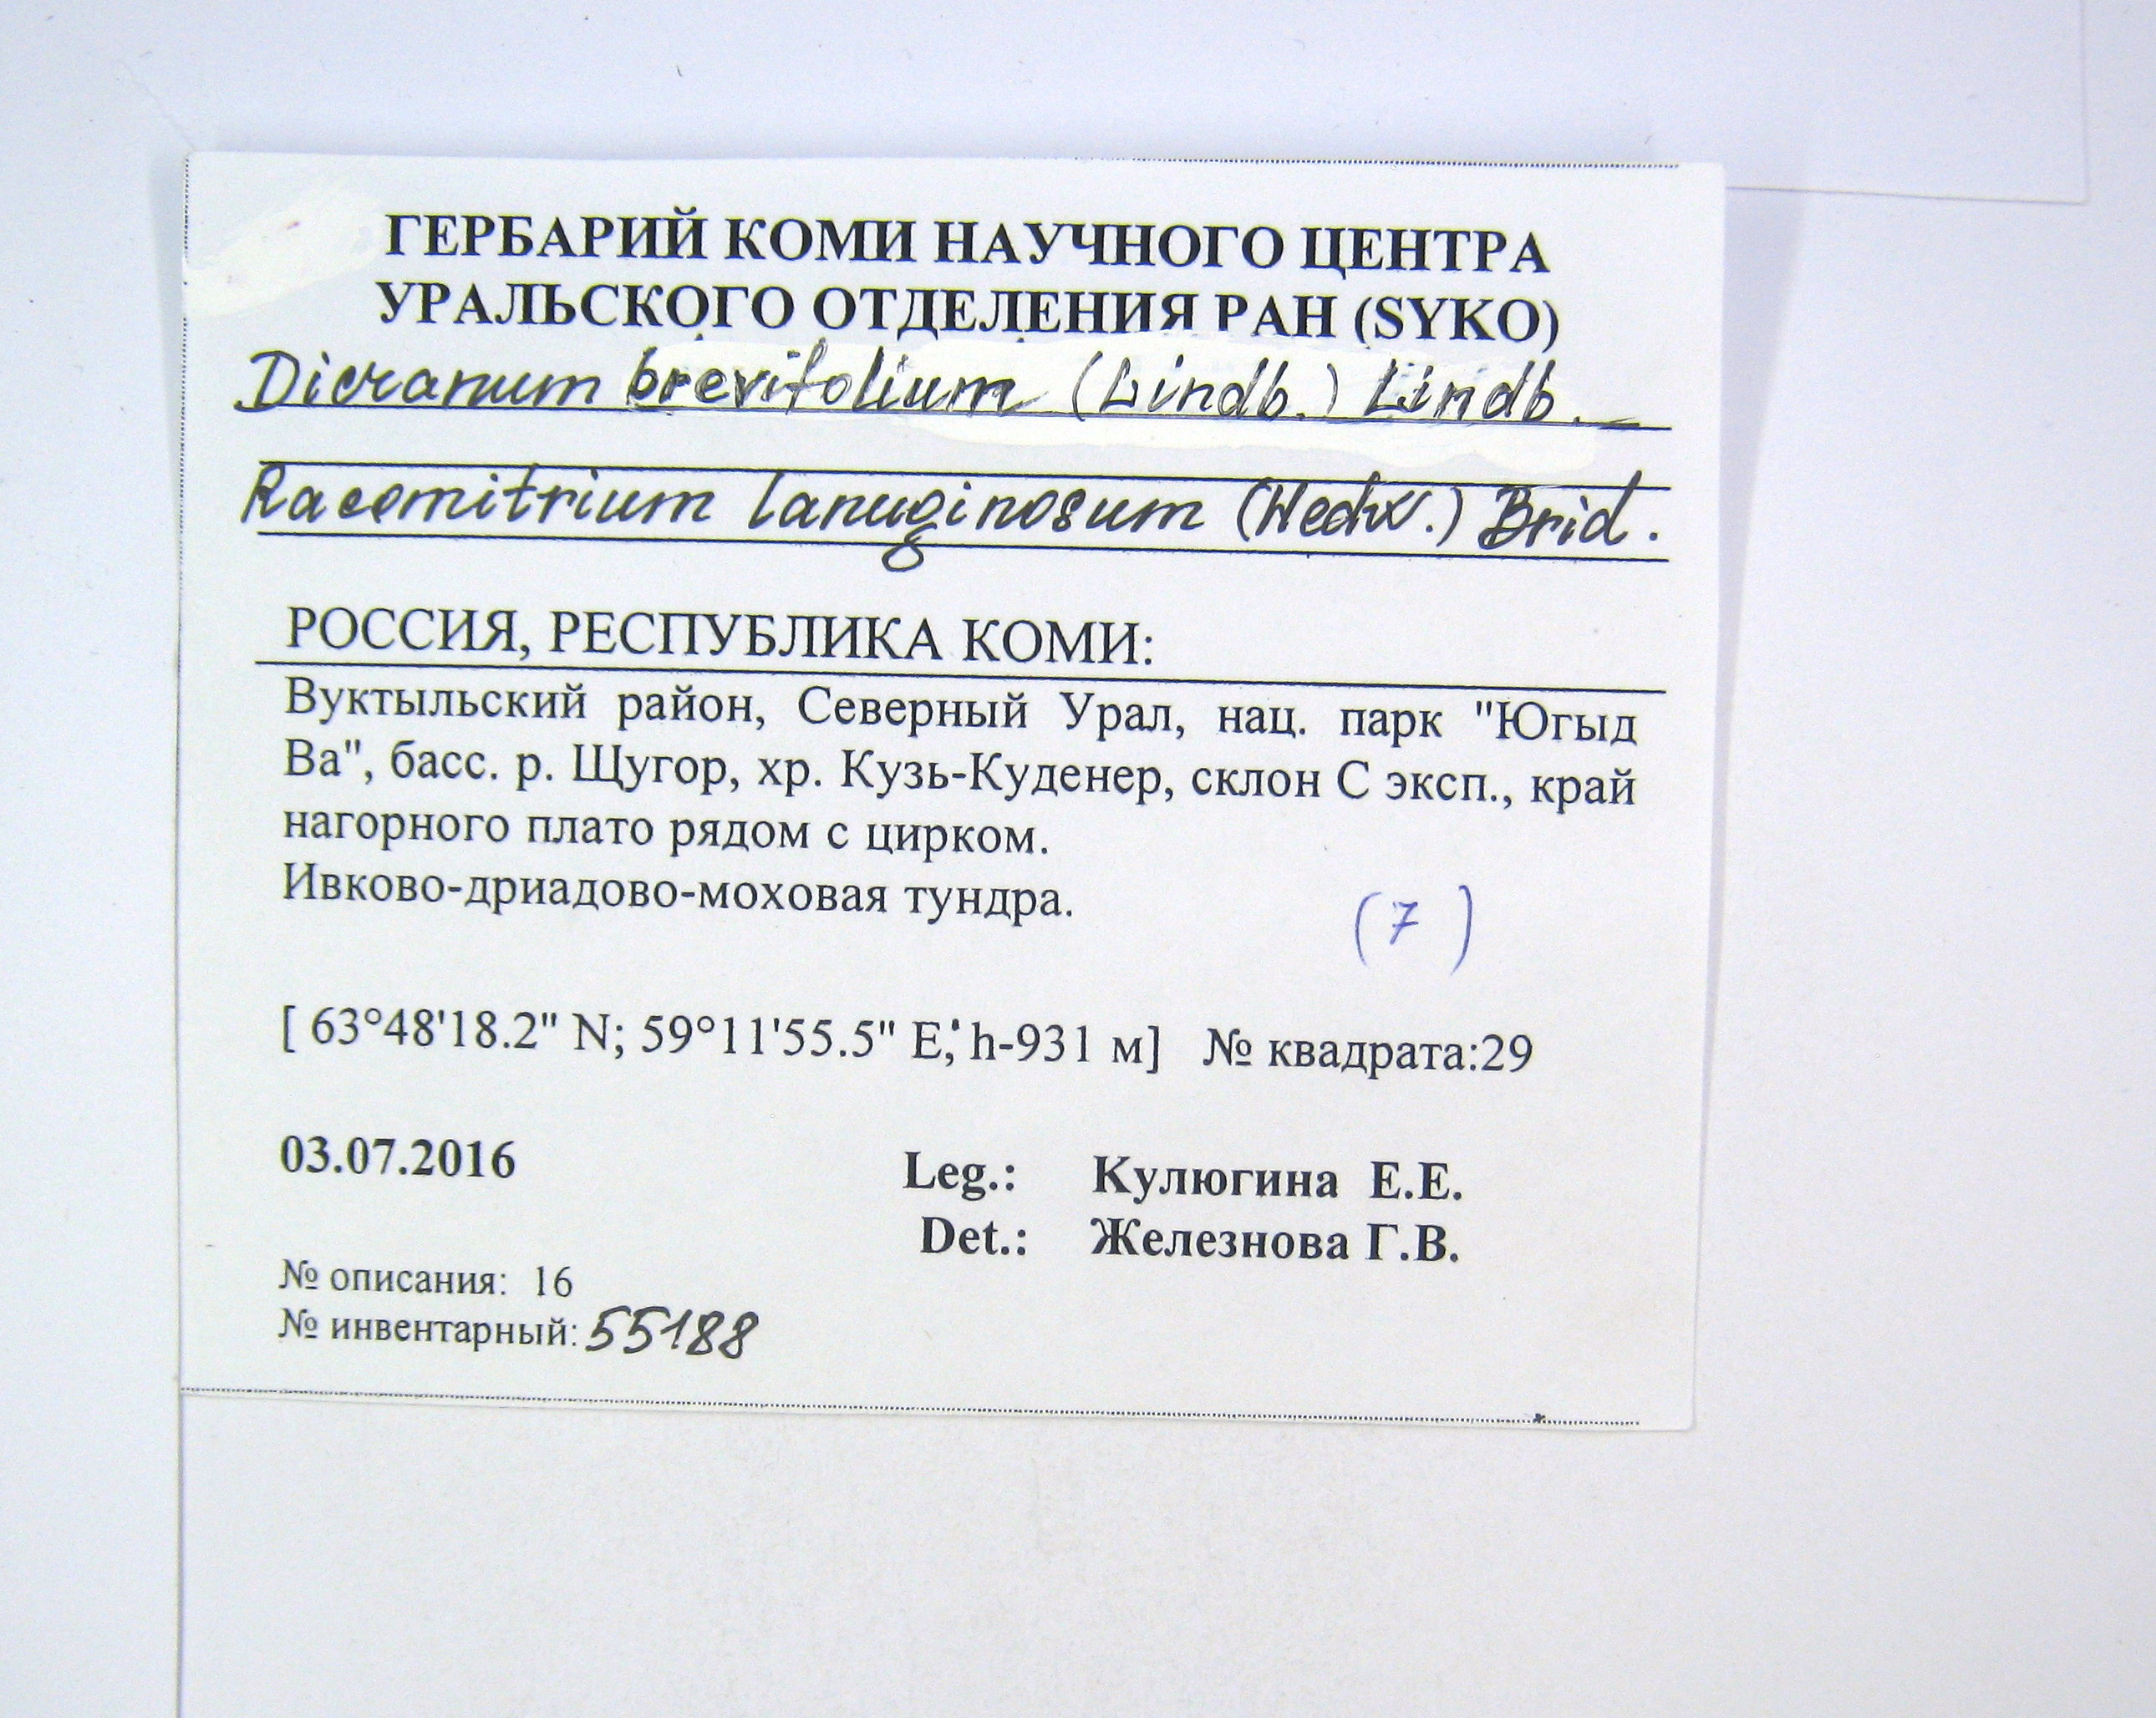 ГЕРБАРИЙ КОМИ НАУЧНОГО ЦЕНТРА
УРАЛЬСКОГО ОТДЕЛЕНИЯ РАН (SYKO)
Dicranum brevifolium (Lindb.) Lindb.
Racomitrium lanuginosum (Hedw.) Brid.
РОССИЯ, РЕСПУБЛИКА КОМИ:
Вуктыльский район, Северный Урал, нац. парк "Югыд
Ва", басс. р. Щугор, хр. Кузь-Куденер, склон С эксп., край
нагорного плато рядом с цирком.
Ивково-дриадово-моховая тундра.
(7)
[ 63°48'18.2" N; 59°11'55.5" E; h-931 м] № квадрата:29
03.07.2016
Leg.: Кулюгина Е.Е.
Det.: Железнова Г.В.
№ описания: 16
№ инвентарный: 55188